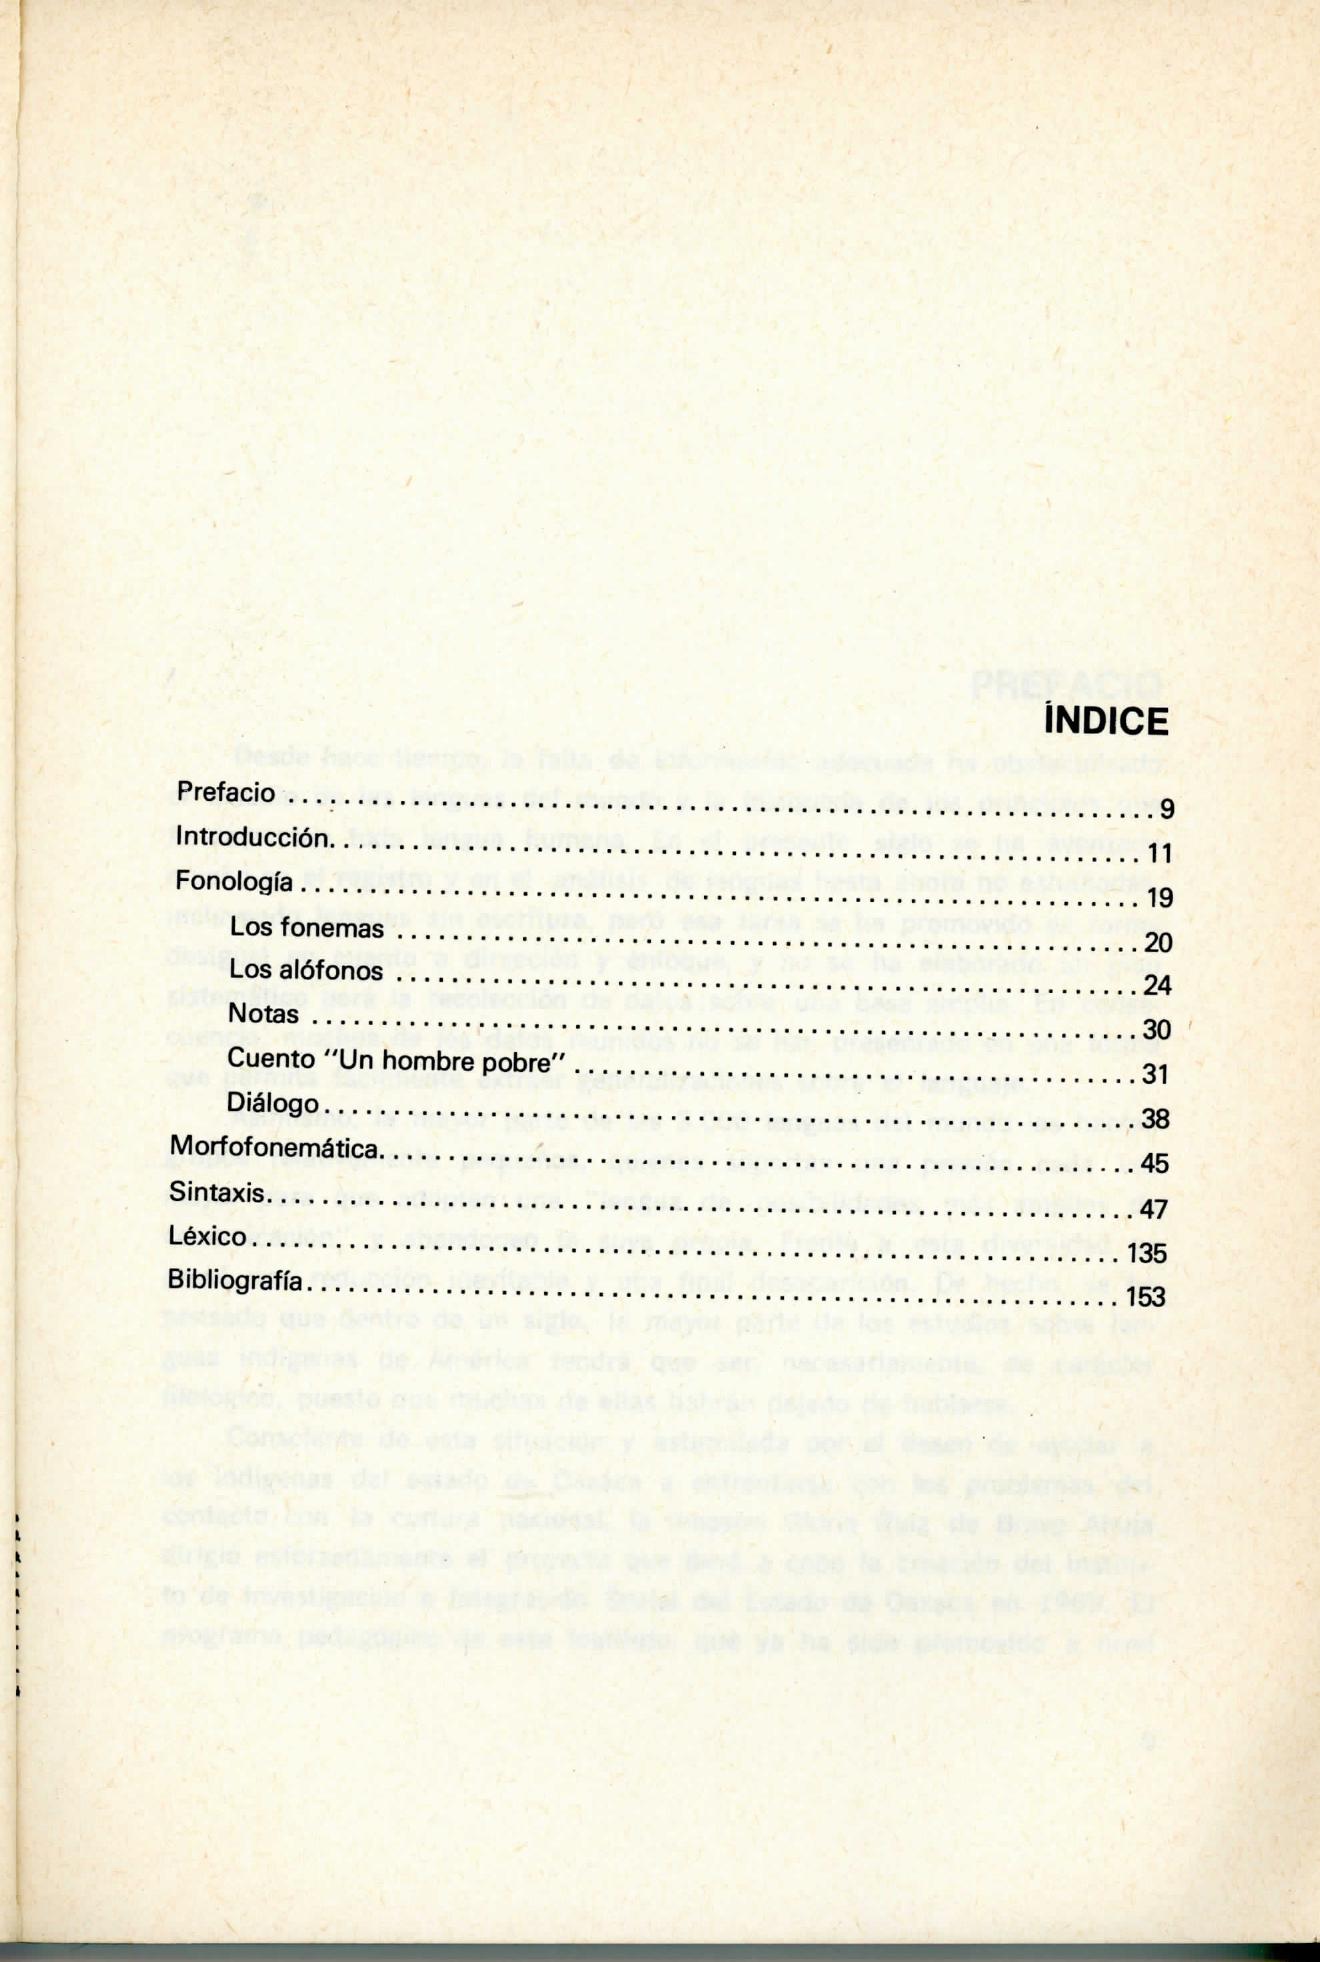 ÍNDICE
Prefacio ............................................................... 9
Introducción. .......................................................... 11
Fonología .............................................................. 19
Los fonemas ............................................................ 20
Los alófonos ........................................................... 24
Notas .................................................................. 30
Cuento "Un hombre pobre" ............................................... 31
Diálogo ................................................................ 38
Morfofonemática. ....................................................... 45
Sintaxis. .............................................................. 47
Léxico ................................................................. 135
Bibliografía ........................................................... 153